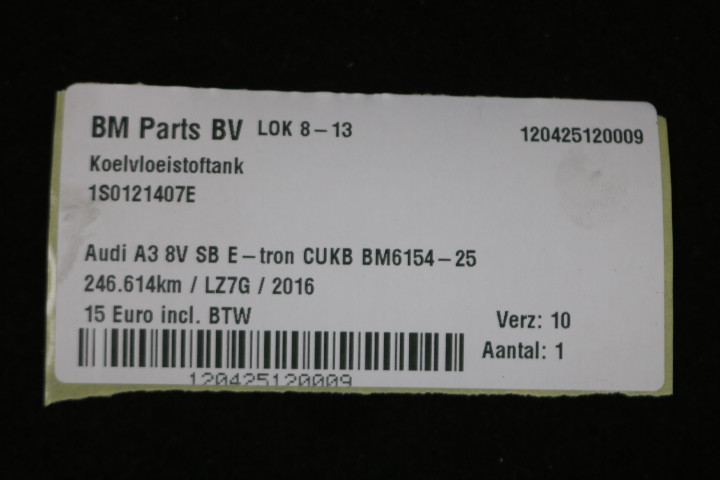 BM Parts BV LOK 8-13 120425120009
Koelvloeistoftank
1S0121407E
Audi A3 8V SB E-tron CUKB BM6154-25
246.614km / LZ7G / 2016
15 Euro incl. BTW Verz: 10
Aantal: 1
120425120009